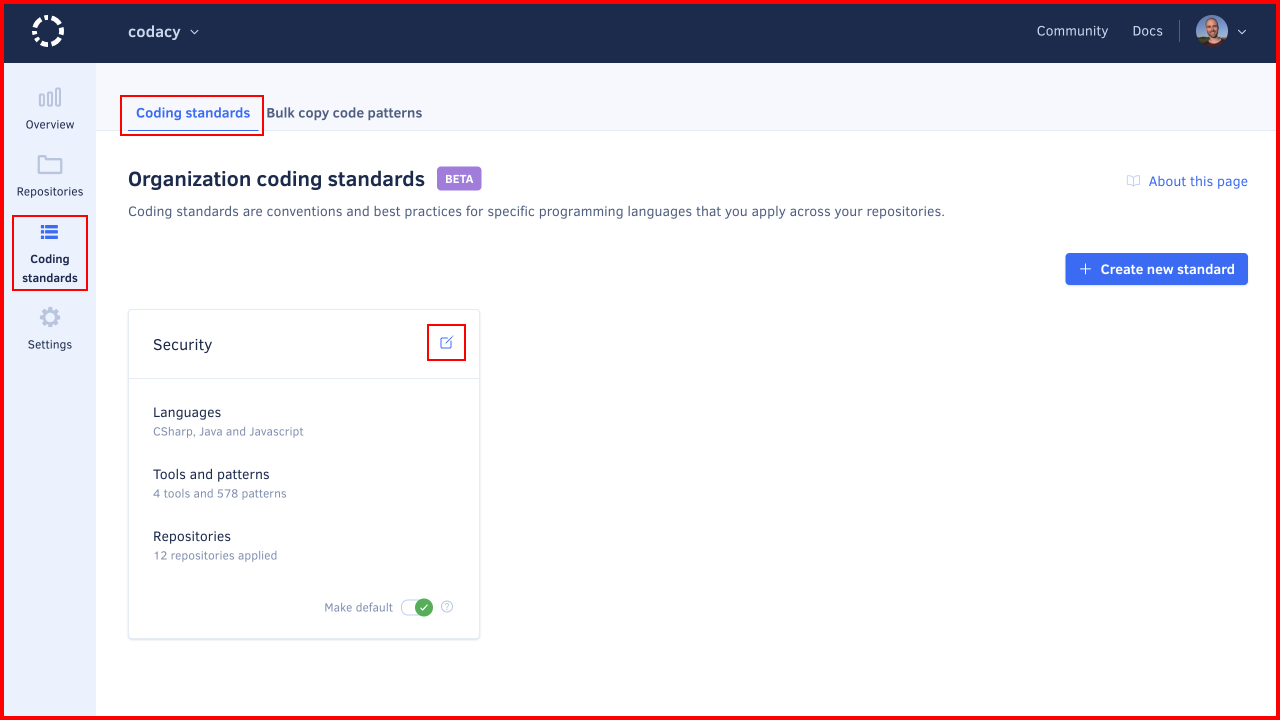 codacy
Community
Docs
Overview
Repositories
Coding
standards
Settings
Coding standards
Bulk copy code patterns
Organization coding standards
BETA
About this page
Coding standards are conventions and best practices for specific programming languages that you apply across your repositories.
+ Create new standard
Security
Languages
CSharp, Java and Javascript
Tools and patterns
4 tools and 578 patterns
Repositories
12 repositories applied
Make default
?